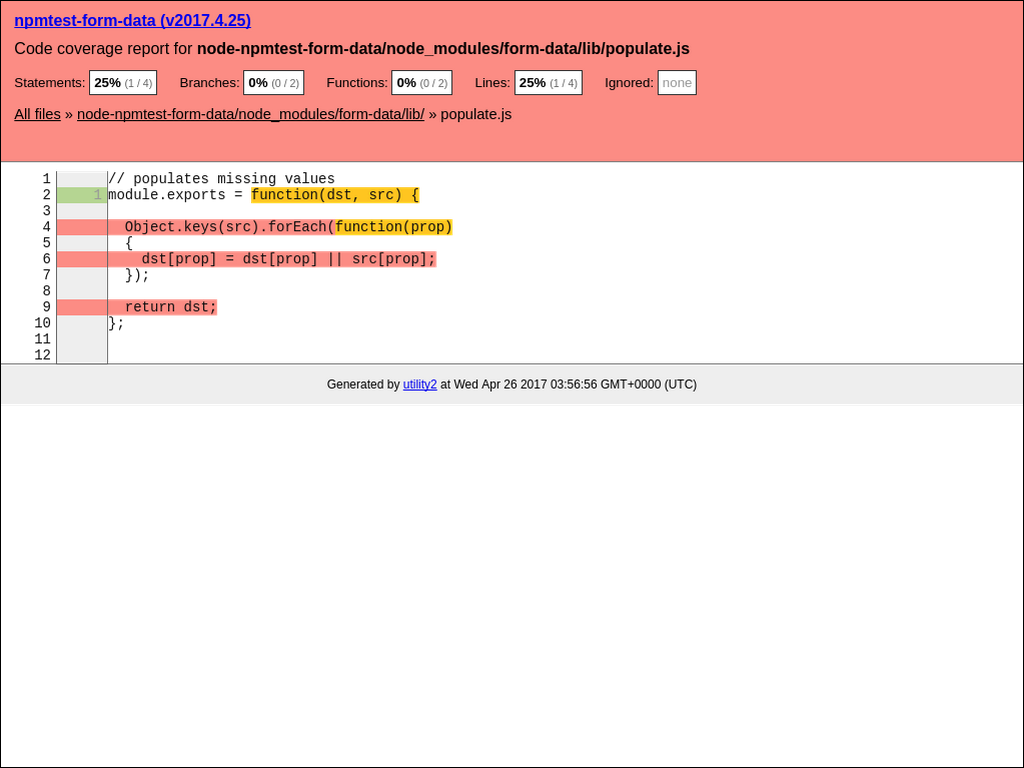 npmtest-form-data (v2017.4.25)
Code coverage report for node-npmtest-form-data/node_modules/form-data/lib/populate.js
Statements: 25% (1 / 4) Branches: 0% (0 / 2) Functions: 0% (0 / 2) Lines: 25% (1 / 4) Ignored: none
All files » node-npmtest-form-data/node_modules/form-data/lib/ » populate.js
1 // populates missing values
2 1 module.exports = function(dst, src) {
3
4 Object.keys(src).forEach(function(prop)
5 {
6 dst[prop] = dst[prop] || src[prop];
7 });
8
9 return dst;
10 };
11
12
Generated by utility2 at Wed Apr 26 2017 03:56:56 GMT+0000 (UTC)